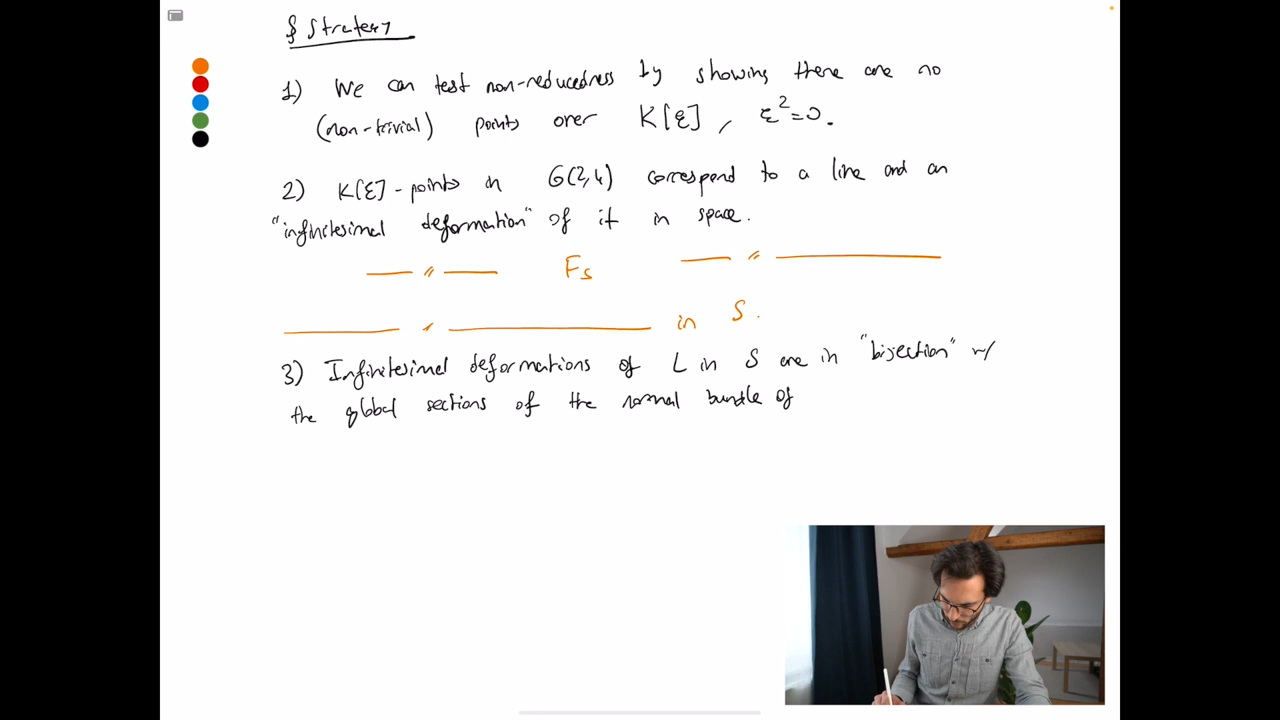 § Strategy
1) We can test non-reducedness by showing there are no
(non-trivial) points over K[ε], ε²=0.
2) K[ε]-points in G(2,4) correspond to a line and an
"infinitesimal deformation" of it in space.
— " — F_S — " —
— " — in S.
3) Infinitesimal deformations of L in S are in "bijection" w/
the global sections of the normal bundle of